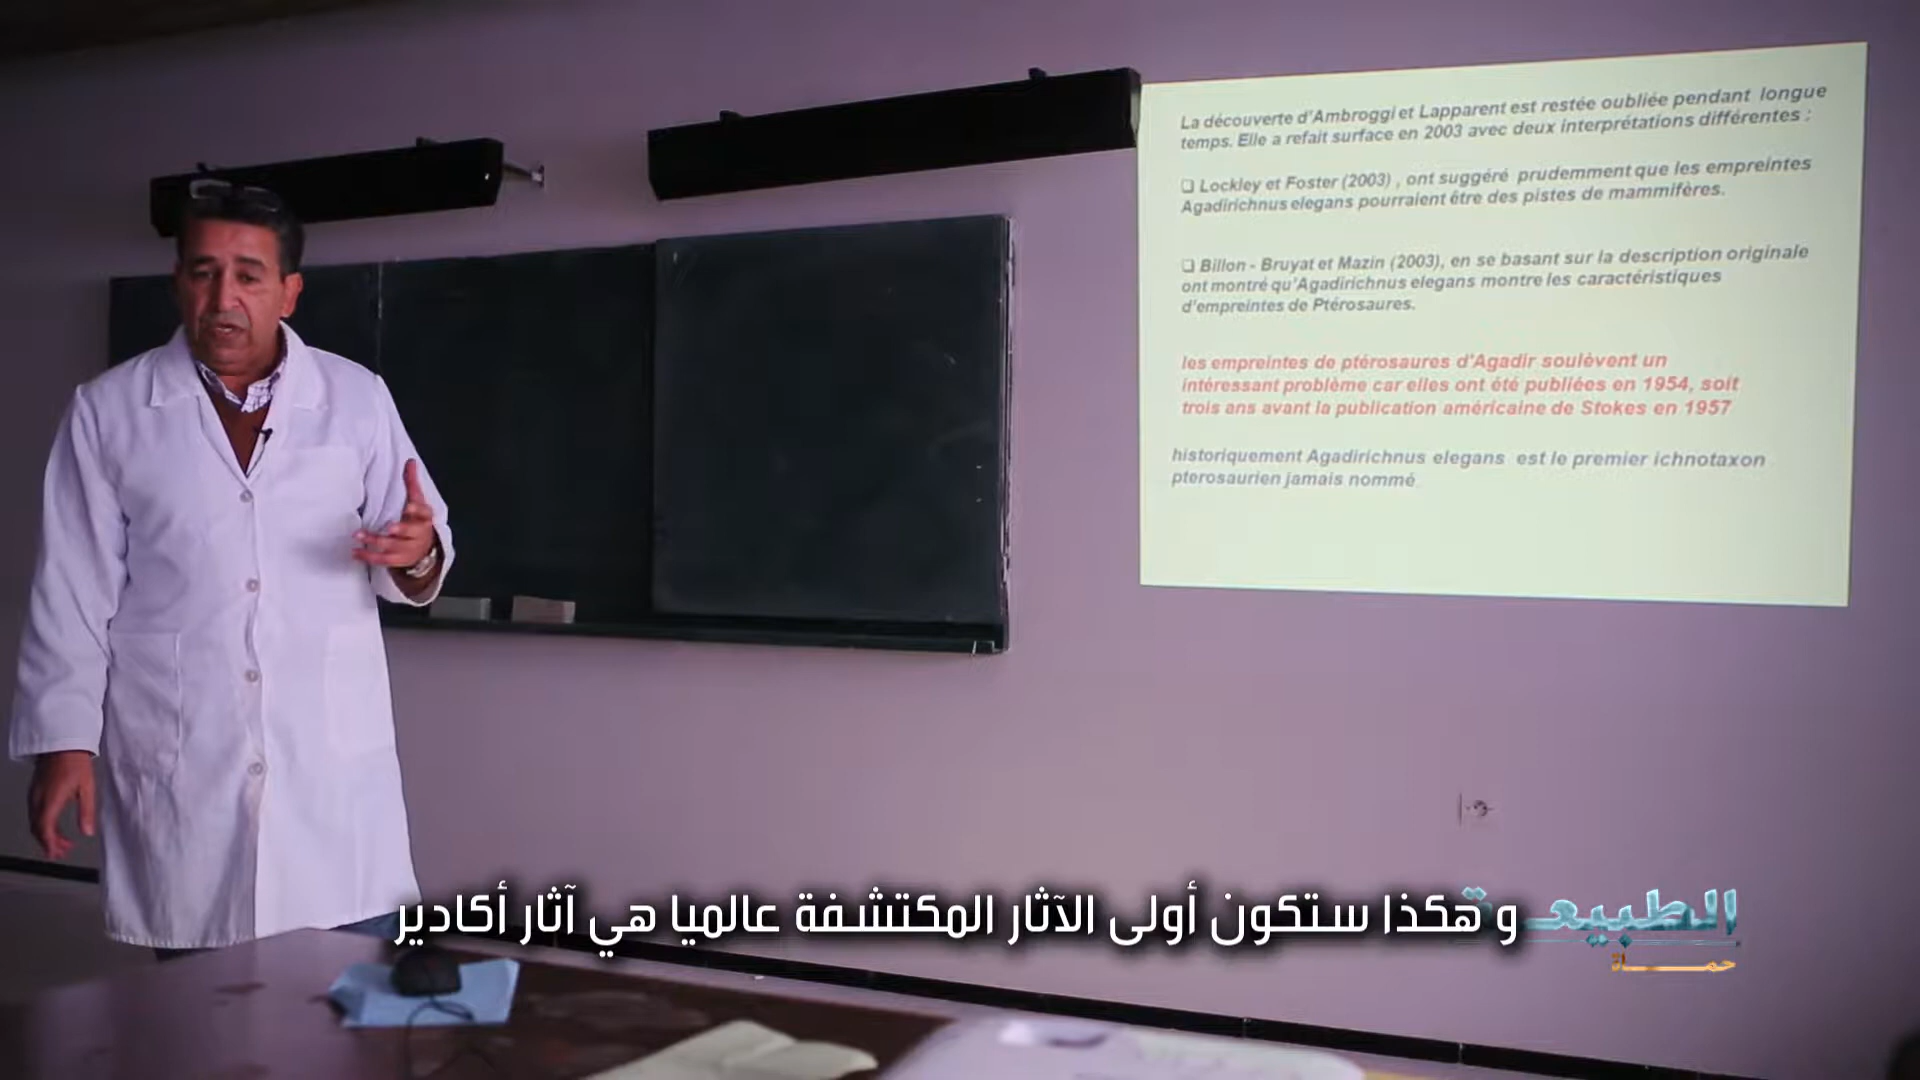 La découverte d'Ambroggi et Lapparent est restée oubliée pendant longue
temps. Elle a refait surface en 2003 avec deux interprétations différentes :
❑ Lockley et Foster (2003) , ont suggéré prudemment que les empreintes
Agadirichnus elegans pourraient être des pistes de mammifères.
❑ Billon - Bruyat et Mazin (2003), en se basant sur la description originale
ont montré qu'Agadirichnus elegans montre les caractéristiques
d'empreintes de Ptérosaures.
les empreintes de ptérosaures d'Agadir soulèvent un
intéressant problème car elles ont été publiées en 1954, soit
trois ans avant la publication américaine de Stokes en 1957
historiquement Agadirichnus elegans est le premier ichnotaxon
pterosaurien jamais nommé
و هكذا ستكون أولى الآثار المكتشفة عالميا هي آثار أكادير
الطبيعة
حماة